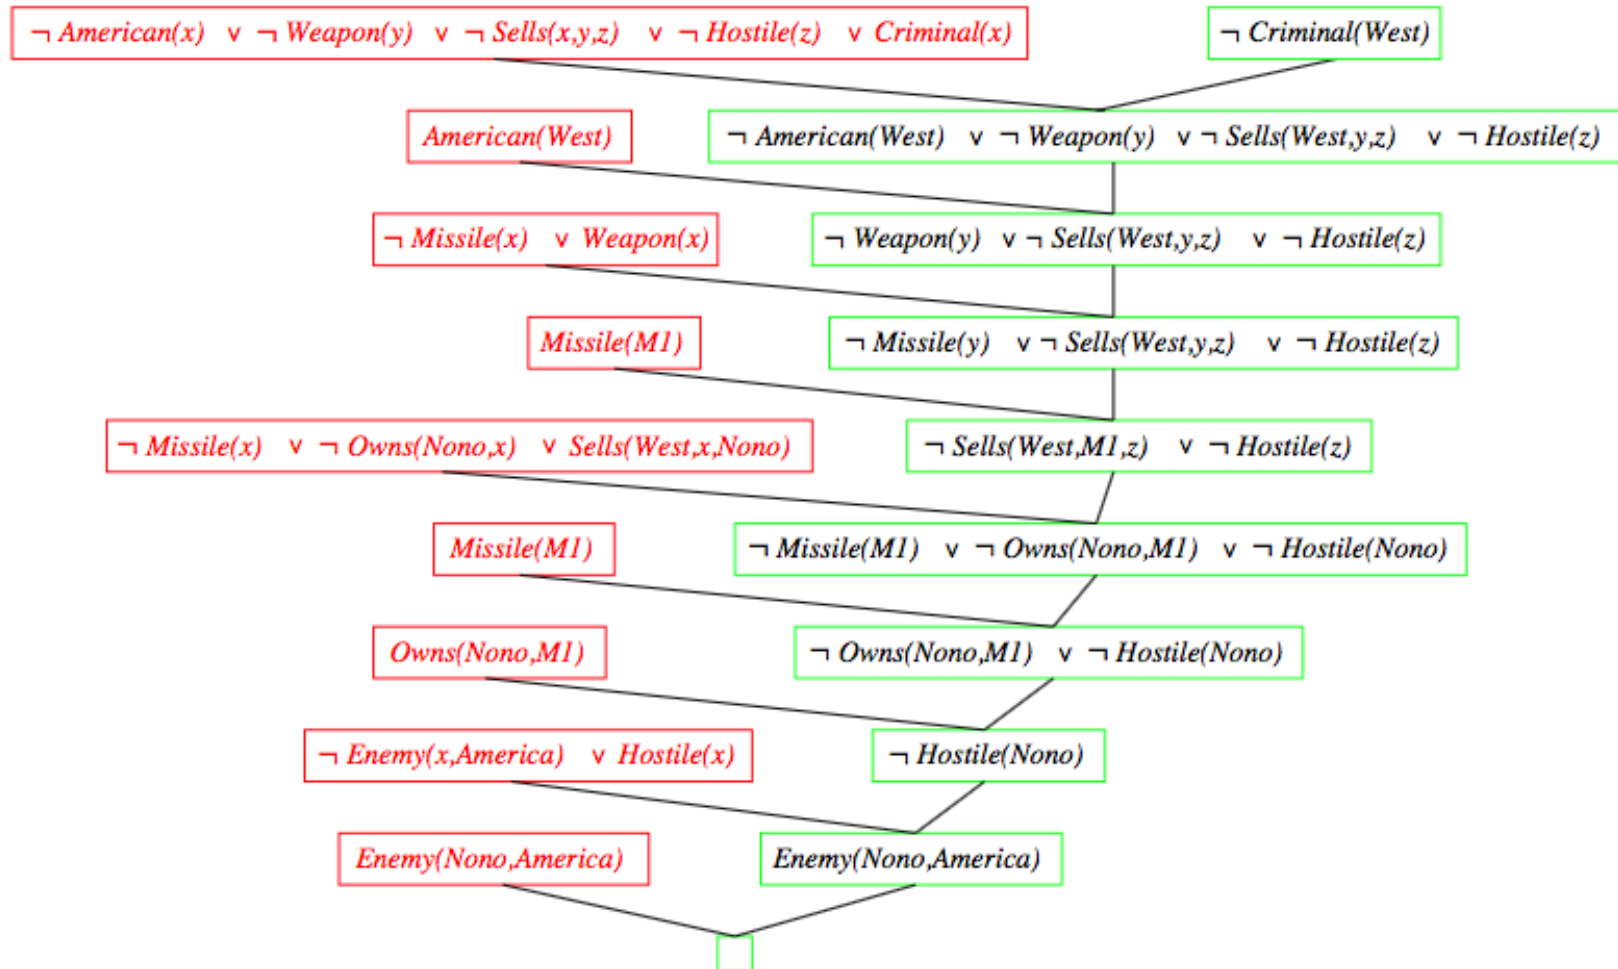 ¬ American(x) ∨ ¬ Weapon(y) ∨ ¬ Sells(x,y,z) ∨ ¬ Hostile(z) ∨ Criminal(x) ¬ Criminal(West)
American(West) ¬ American(West) ∨ ¬ Weapon(y) ∨ ¬ Sells(West,y,z) ∨ ¬ Hostile(z)
¬ Missile(x) ∨ Weapon(x) ¬ Weapon(y) ∨ ¬ Sells(West,y,z) ∨ ¬ Hostile(z)
Missile(M1) ¬ Missile(y) ∨ ¬ Sells(West,y,z) ∨ ¬ Hostile(z)
¬ Missile(x) ∨ ¬ Owns(Nono,x) ∨ Sells(West,x,Nono) ¬ Sells(West,M1,z) ∨ ¬ Hostile(z)
Missile(M1) ¬ Missile(M1) ∨ ¬ Owns(Nono,M1) ∨ ¬ Hostile(Nono)
Owns(Nono,M1) ¬ Owns(Nono,M1) ∨ ¬ Hostile(Nono)
¬ Enemy(x,America) ∨ Hostile(x) ¬ Hostile(Nono)
Enemy(Nono,America) Enemy(Nono,America)